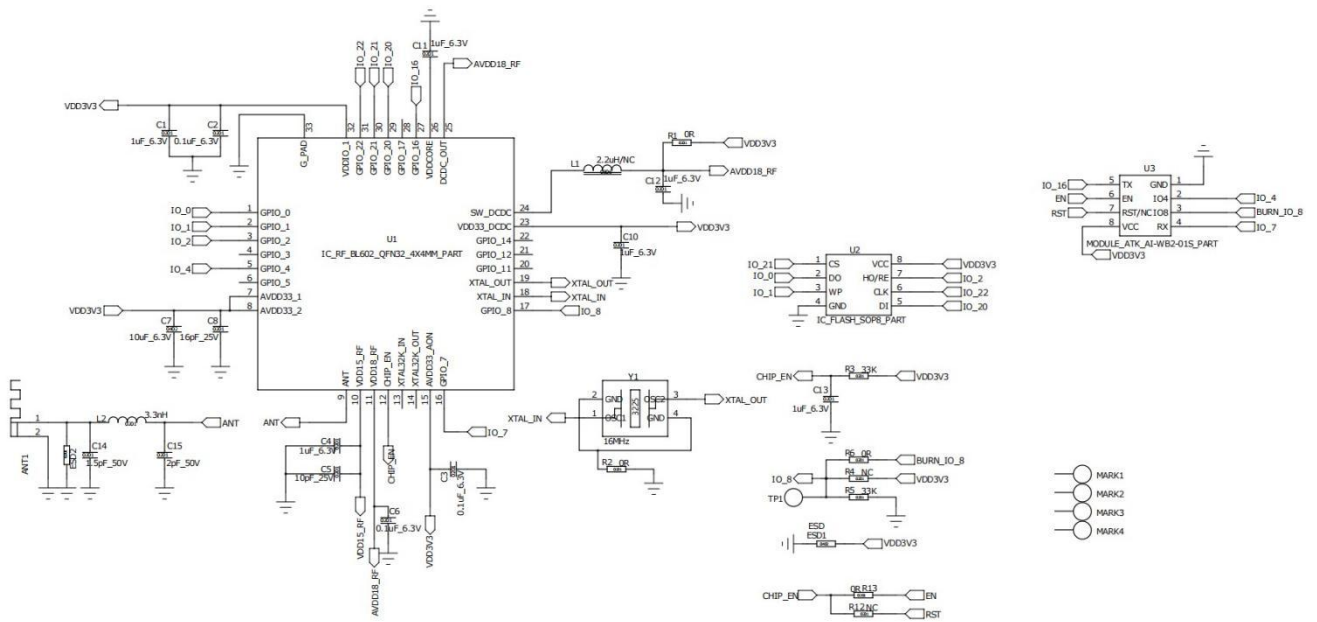 C11
1uF_6.3V
IO_22
IO_21
IO_20
IO_16
AVDD18_RF
VDD3V3
C1
1uF_6.3V
C2
0.1uF_6.3V
33
32
31
30
29
28
27
26
25
G_PAD
VDDIO_1
GPIO_22
GPIO_21
GPIO_20
GPIO_17
GPIO_16
VDDCORE
DCDC_OUT
R1 0R
VDD3V3
L1 2.2uH/NC
AVDD18_RF
C12
1uF_6.3V
IO_0 1 GPIO_0
IO_1 2 GPIO_1
IO_2 3 GPIO_2
4 GPIO_3
IO_4 5 GPIO_4
6 GPIO_5
7 AVDD33_1
VDD3V3 8 AVDD33_2
C7
10uF_6.3V
C8
16pF_25V
U1
IC_RF_BL602_QFN32_4X4MM_PART
SW_DCDC 24
VDD33_DCDC 23 VDD3V3
GPIO_14 22
GPIO_12 21
GPIO_11 20
XTAL_OUT 19 XTAL_OUT
XTAL_IN 18 XTAL_IN
GPIO_8 17 IO_8
C10
1uF_6.3V
ANT
VDD15_RF
VDD18_RF
CHIP_EN
XTAL32K_IN
XTAL32K_OUT
AVDD33_AON
GPIO_7
9
10
11
12
13
14
15
16
ANT
IO_7
C4
1uF_6.3V
C5
10pF_25V
CHIP_EN
C3
0.1uF_6.3V
C6
0.1uF_6.3V
VDD15_RF
AVDD18_RF
VDD3V3
1
2
ANT1
L2 3.3nH
ANT
ESD2
C14
1.5pF_50V
C15
2pF_50V
Y1
2 GND OSC2 3 XTAL_OUT
XTAL_IN 1 OSC1 GND 4
3225
16MHz
R2 0R
U2
IO_21 1 CS VCC 8 VDD3V3
IO_0 2 DO HO/RE 7 IO_2
IO_1 3 WP CLK 6 IO_22
4 GND DI 5 IO_20
IC_FLASH_SOP8_PART
U3
IO_16 5 TX GND 1
EN 6 EN IO4 2 IO_4
RST 7 RST/NC IO8 3 BURN_IO_8
8 VCC RX 4 IO_7
MODULE_ATK_AI-WB2-01S_PART
VDD3V3
CHIP_EN R3 33K VDD3V3
C13
1uF_6.3V
R6 0R BURN_IO_8
IO_8 R4 NC VDD3V3
TP1 R5 33K
ESD
ESD1 VDD3V3
CHIP_EN 0R R13 EN
R12 NC RST
MARK1
MARK2
MARK3
MARK4